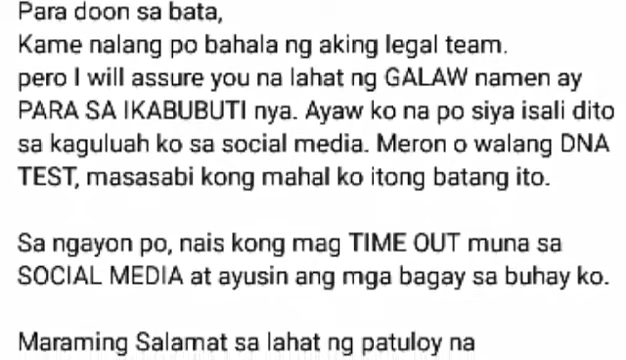 Para doon sa bata,
Kame nalang po bahala ng aking legal team.
pero I will assure you na lahat ng GALAW namen ay
PARA SA IKABUBUTI nya. Ayaw ko na po siya isali dito
sa kaguluah ko sa social media. Meron o walang DNA
TEST, masasabi kong mahal ko itong batang ito.
Sa ngayon po, nais kong mag TIME OUT muna sa
SOCIAL MEDIA at ayusin ang mga bagay sa buhay ko.
Maraming Salamat sa lahat ng patuloy na